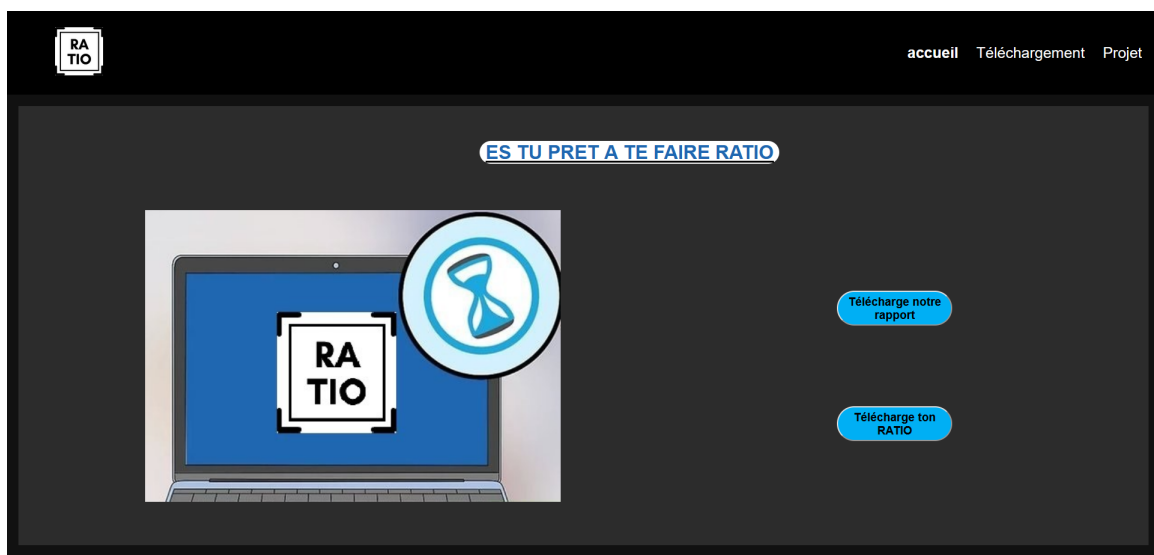 RA
TIO
accueil Téléchargement Projet
ES TU PRET A TE FAIRE RATIO
RA
TIO
Télécharge notre
rapport
Télécharge ton
RATIO